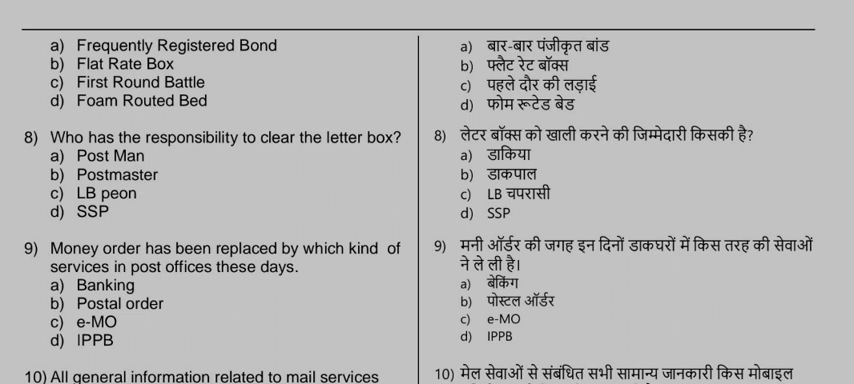 a) Frequently Registered Bond
b) Flat Rate Box
c) First Round Battle
d) Foam Routed Bed
8) Who has the responsibility to clear the letter box?
a) Post Man
b) Postmaster
c) LB peon
d) SSP
9) Money order has been replaced by which kind of
services in post offices these days.
a) Banking
b) Postal order
c) e-MO
d) IPPB
10) All general information related to mail services
a) बार-बार पंजीकृत बांड
b) फ्लैट रेट बॉक्स
c) पहले दौर की लड़ाई
d) फोम रूटेड बेड
8) लेटर बॉक्स को खाली करने की जिम्मेदारी किसकी है?
a) डाकिया
b) डाकपाल
c) LB चपरासी
d) SSP
9) मनी ऑर्डर की जगह इन दिनों डाकघरों में किस तरह की सेवाओं
ने ले ली है।
a) बेकिंग
b) पोस्टल ऑर्डर
c) e-MO
d) IPPB
10) मेल सेवाओं से संबंधित सभी सामान्य जानकारी किस मोबाइल